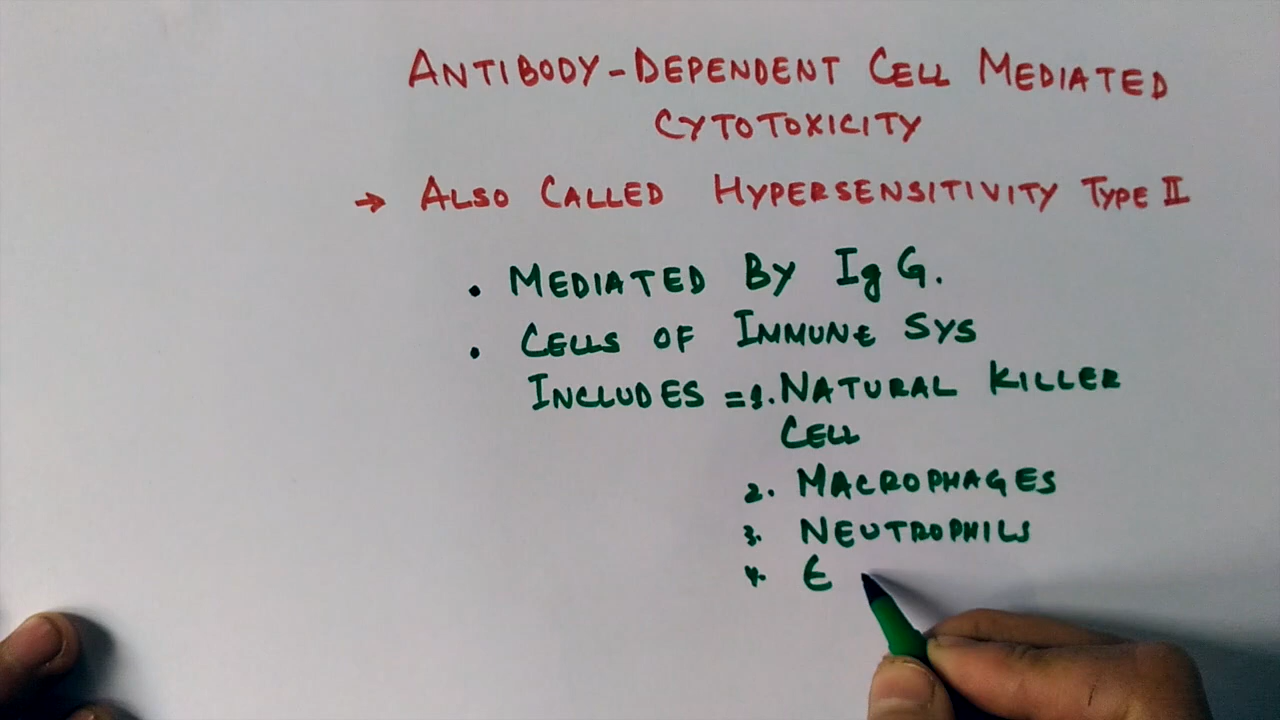 ANTIBODY-DEPENDENT CELL MEDIATED
CYTOTOXICITY
→ ALSO CALLED HYPERSENSITIVITY TYPE II
• MEDIATED BY IgG.
• CELLS OF IMMUNE SYS
INCLUDES = 1. NATURAL KILLER
CELL
2. MACROPHAGES
3. NEUTROPHILS
4. E